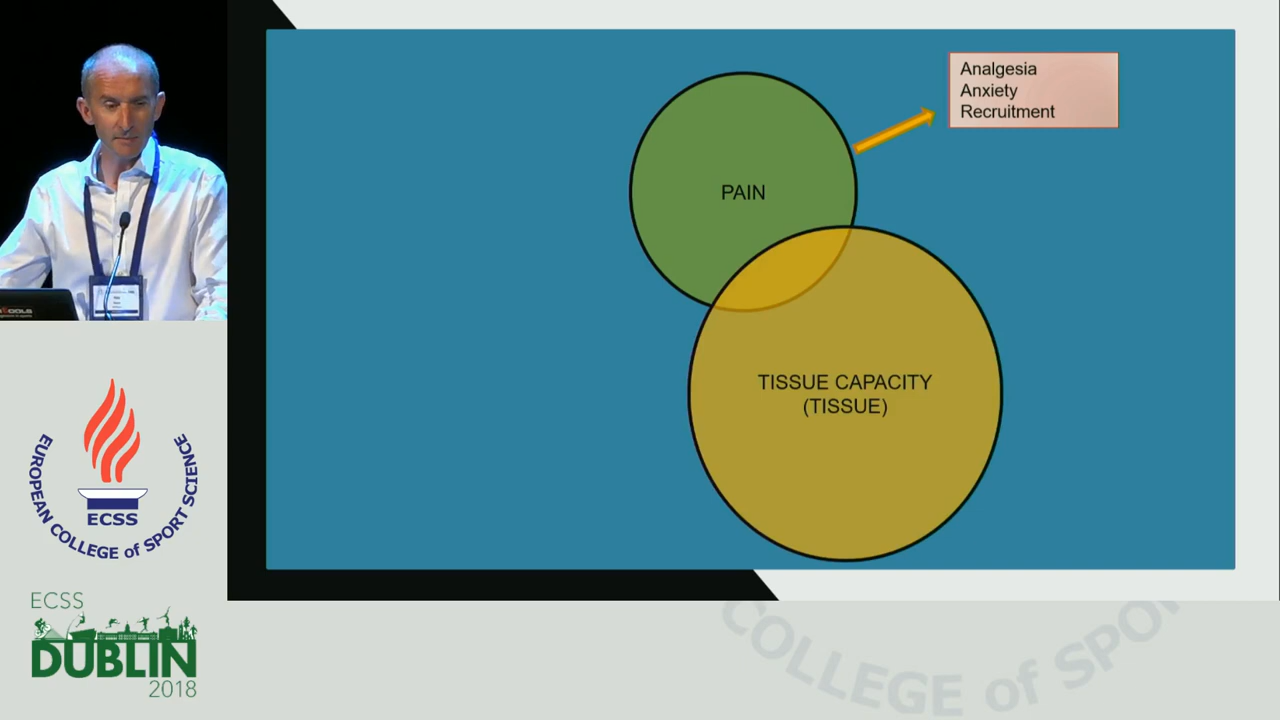 Analgesia
Anxiety
Recruitment
PAIN
TISSUE CAPACITY
(TISSUE)
EUROPEAN COLLEGE of SPORT SCIENCE
ECSS
ECSS
DUBLIN
2018
COLLEGE of SPOR